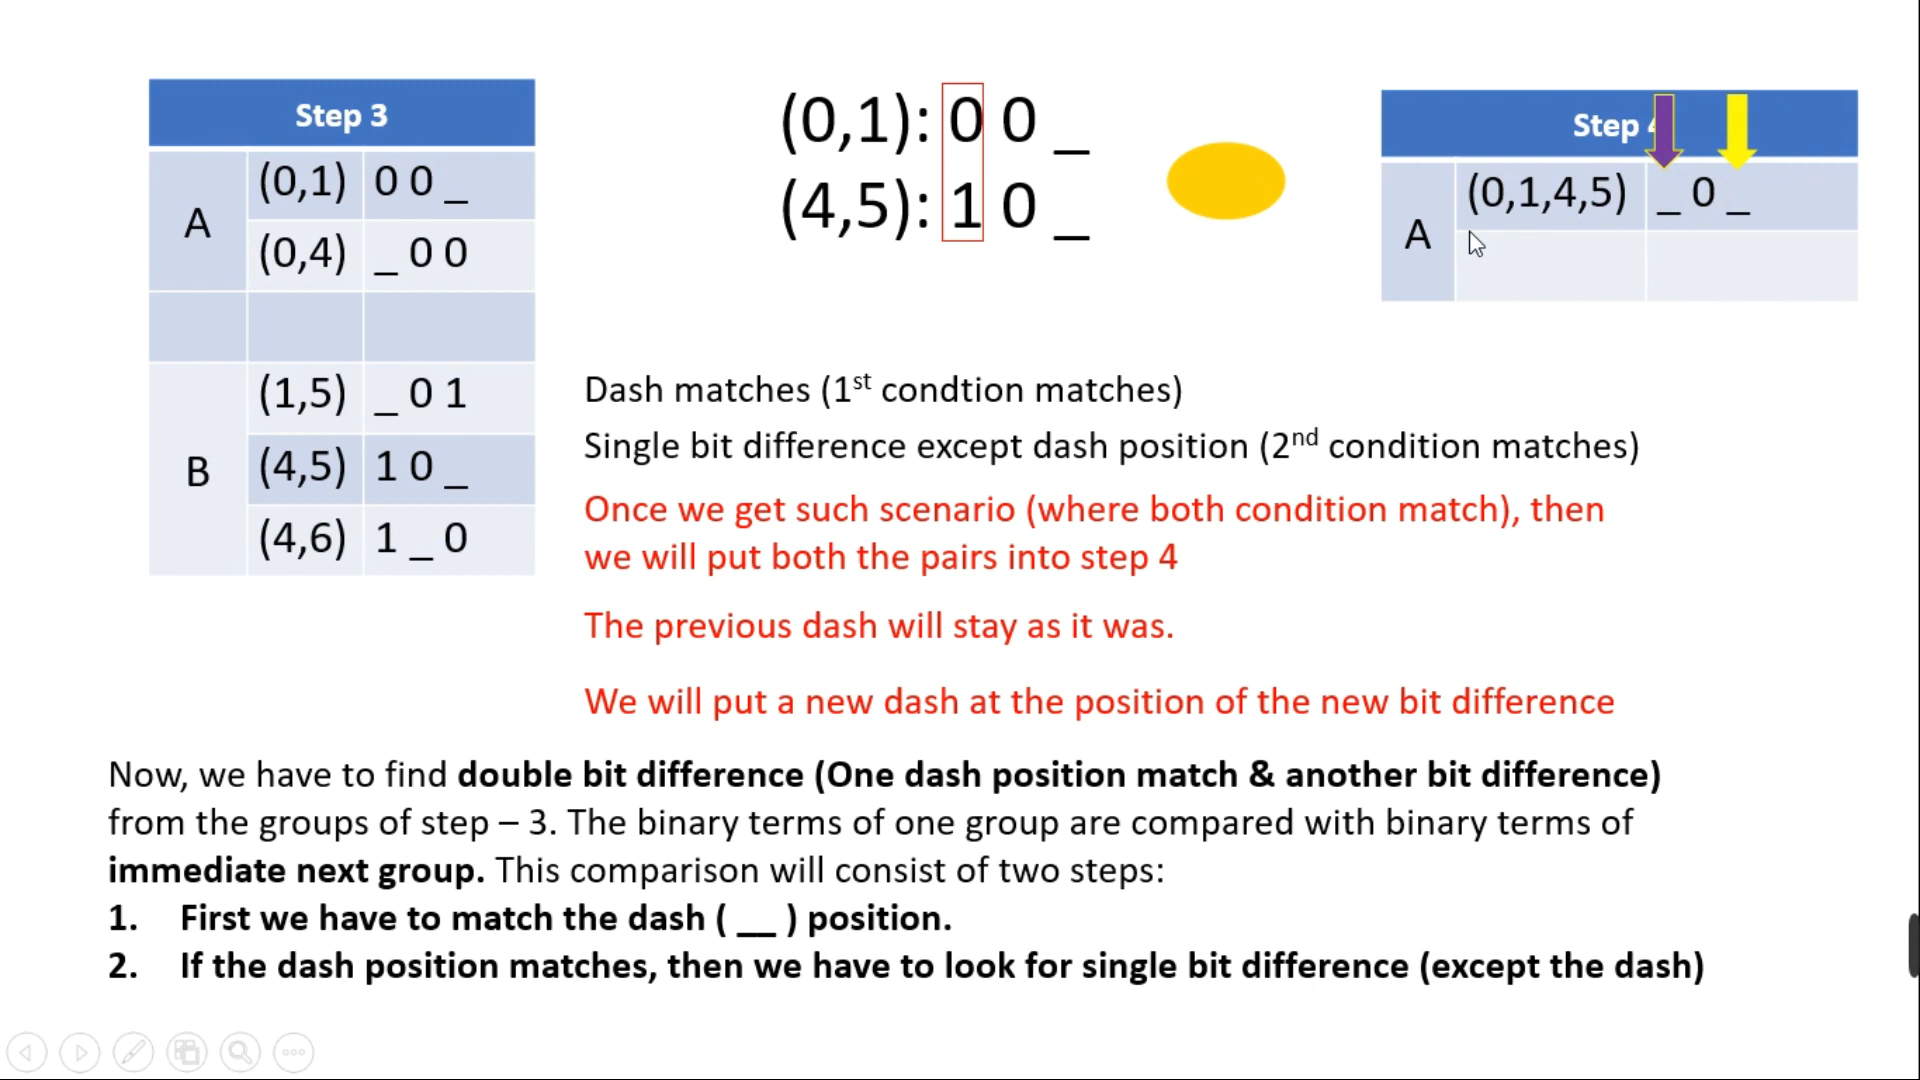 Step 3
A
(0,1) 0 0 _
(0,4) _ 0 0
B
(1,5) _ 0 1
(4,5) 1 0 _
(4,6) 1 _ 0
(0,1): 0 0 _
(4,5): 1 0 _
Step 4
A
(0,1,4,5) _ 0 _
Dash matches (1st condtion matches)
Single bit difference except dash position (2nd condition matches)
Once we get such scenario (where both condition match), then
we will put both the pairs into step 4
The previous dash will stay as it was.
We will put a new dash at the position of the new bit difference
Now, we have to find double bit difference (One dash position match & another bit difference)
from the groups of step – 3. The binary terms of one group are compared with binary terms of
immediate next group. This comparison will consist of two steps:
1. First we have to match the dash ( __ ) position.
2. If the dash position matches, then we have to look for single bit difference (except the dash)